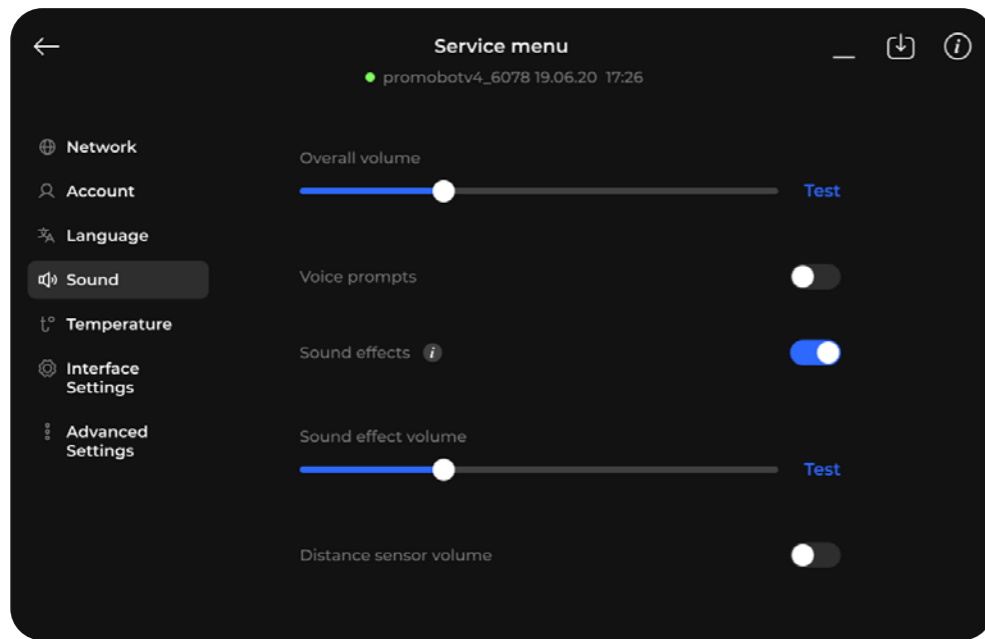 Service menu
promobotv4_6078 19.06.20 17:26
Network
Account
Language
Sound
t° Temperature
Interface
Settings
Advanced
Settings
Overall volume
Test
Voice prompts
Sound effects i
Sound effect volume
Test
Distance sensor volume